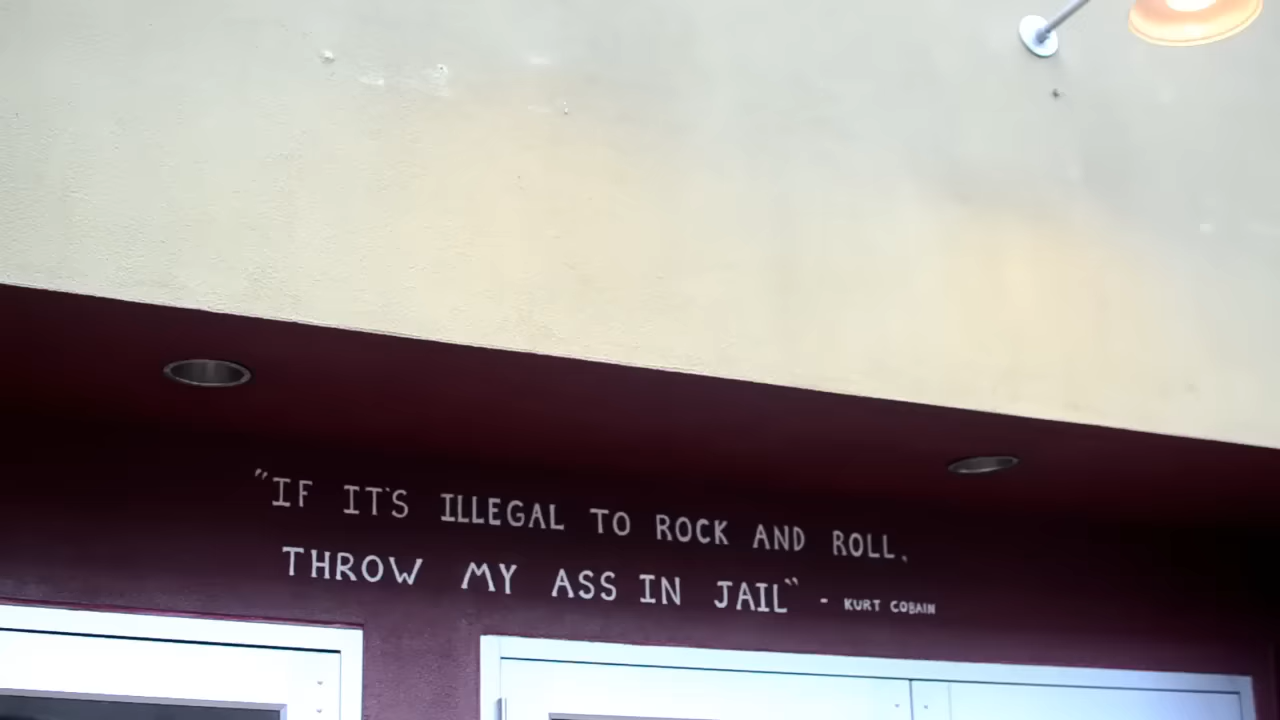 "IF IT'S ILLEGAL TO ROCK AND ROLL,
THROW MY ASS IN JAIL" - KURT COBAIN